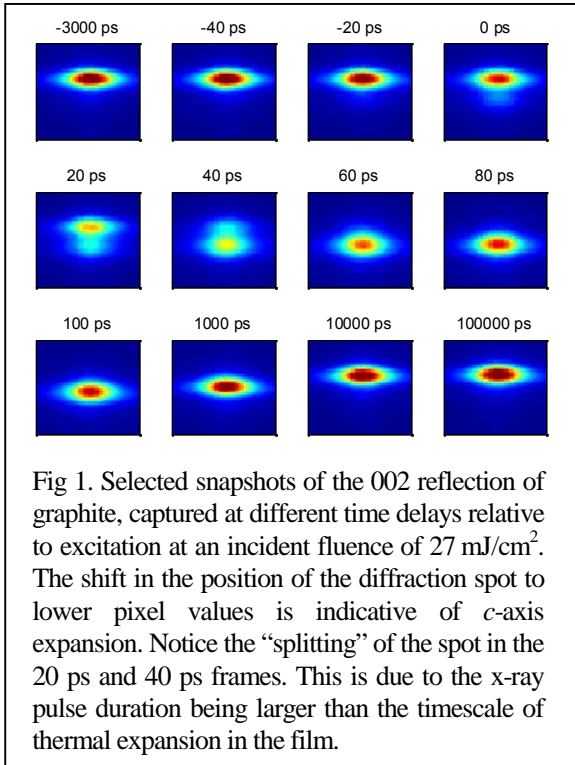 -3000 ps -40 ps -20 ps 0 ps
20 ps 40 ps 60 ps 80 ps
100 ps 1000 ps 10000 ps 100000 ps
Fig 1. Selected snapshots of the 002 reflection of
graphite, captured at different time delays relative
to excitation at an incident fluence of 27 mJ/cm².
The shift in the position of the diffraction spot to
lower pixel values is indicative of c-axis
expansion. Notice the “splitting” of the spot in the
20 ps and 40 ps frames. This is due to the x-ray
pulse duration being larger than the timescale of
thermal expansion in the film.